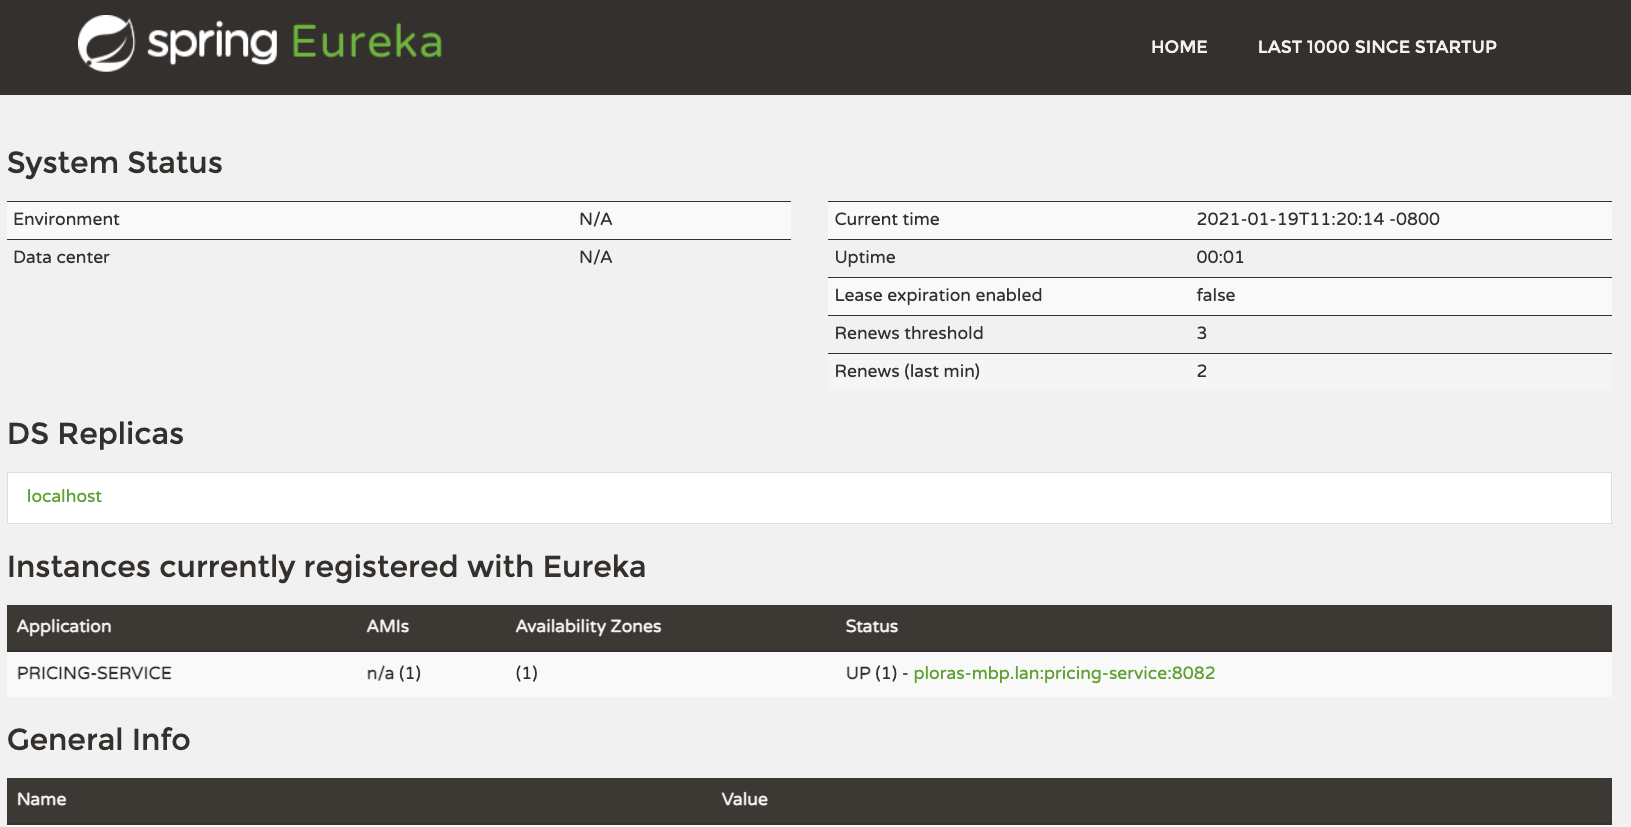 spring Eureka
HOME LAST 1000 SINCE STARTUP
System Status
Environment N/A
Data center N/A
Current time 2021-01-19T11:20:14 -0800
Uptime 00:01
Lease expiration enabled false
Renews threshold 3
Renews (last min) 2
DS Replicas
localhost
Instances currently registered with Eureka
Application AMIs Availability Zones Status
PRICING-SERVICE n/a (1) (1) UP (1) - ploras-mbp.lan:pricing-service:8082
General Info
Name Value